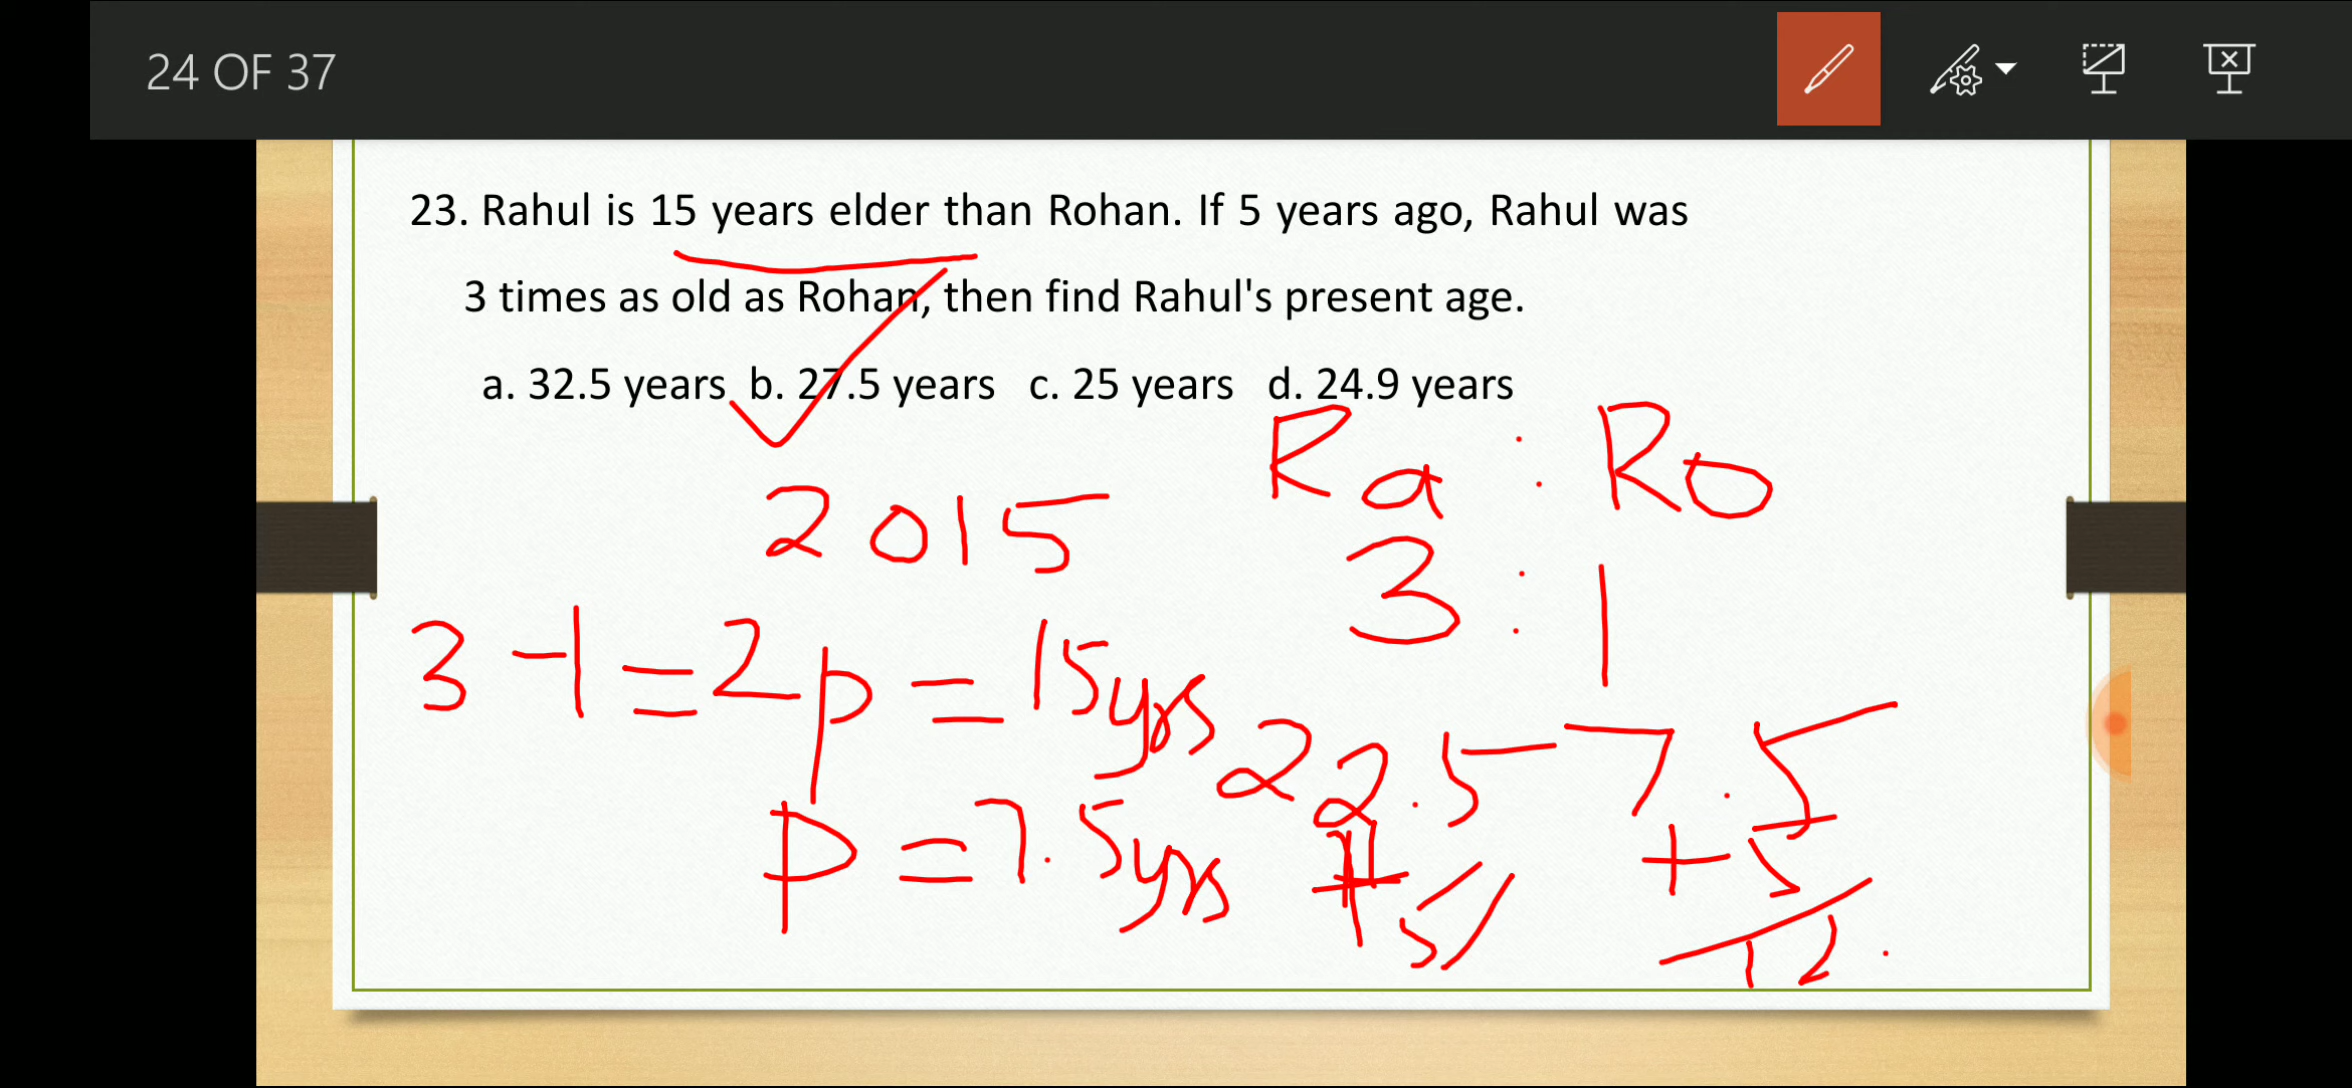 24 OF 37
23. Rahul is 15 years elder than Rohan. If 5 years ago, Rahul was
3 times as old as Rohan, then find Rahul's present age.
a. 32.5 years b. 27.5 years c. 25 years d. 24.9 years
Ra : Ro
2015
3 : 1
3 - 1 = 2p = 15yrs
22.5 7.5
p = 7.5yrs
+ 5 + 5
12.